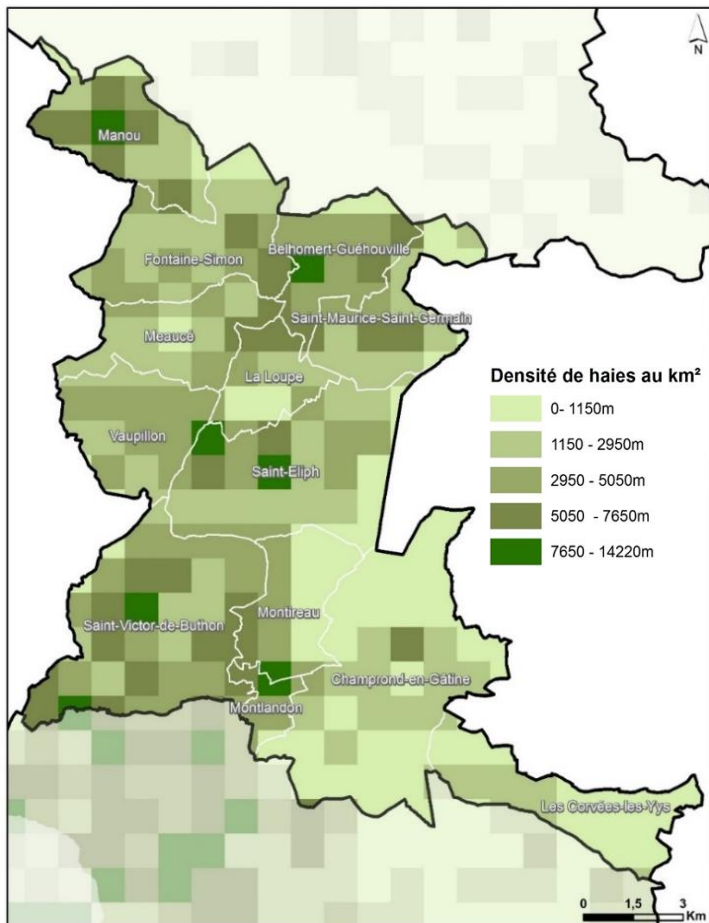 N
Manou
Fontaine-Simon
Belhomert-Guéhouville
Meaucé
Saint-Maurice-Saint-Germain
La Loupe
Vaupillon
Saint-Eliph
Saint-Victor-de-Buthon
Montireau
Champrond-en-Gâtine
Montlandon
Les Corvées-les-Yys
Densité de haies au km²
0- 1150m
1150 - 2950m
2950 - 5050m
5050 - 7650m
7650 - 14220m
0 1,5 3
Km